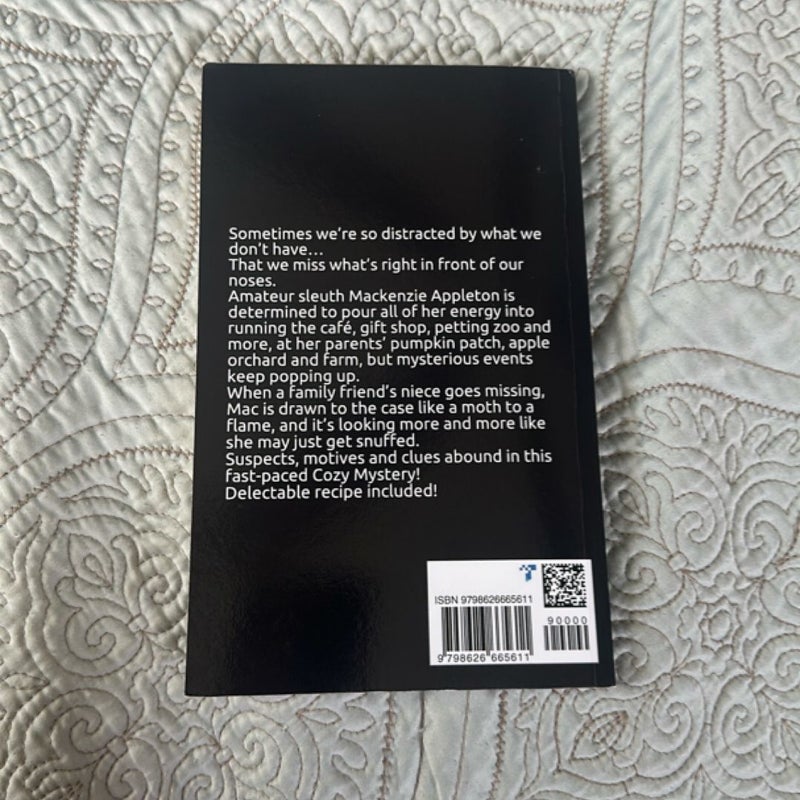 Sometimes we're so distracted by what we
don't have...
That we miss what's right in front of our
noses.
Amateur sleuth Mackenzie Appleton is
determined to pour all of her energy into
running the café, gift shop, petting zoo and
more, at her parents' pumpkin patch, apple
orchard and farm, but mysterious events
keep popping up.
When a family friend's niece goes missing,
Mac is drawn to the case like a moth to a
flame, and it's looking more and more like
she may just get snuffed.
Suspects, motives and clues abound in this
fast-paced Cozy Mystery!
Delectable recipe included!
ISBN 9798626665611
90000
9 798626 665611